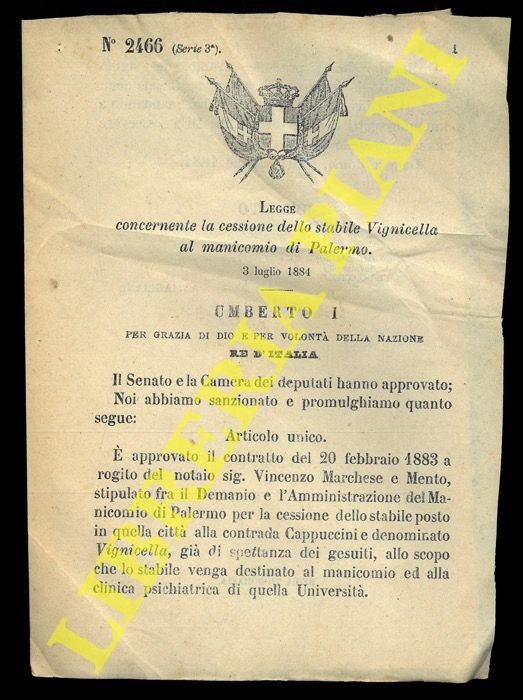 Nº 2466 (Serie 3ª). 1
LEGGE
concernente la cessione dello stabile Vignicella
al manicomio di Palermo.
3 luglio 1884
UMBERTO I
PER GRAZIA DI DIO E PER VOLONTÀ DELLA NAZIONE
RE D'ITALIA
Il Senato e la Camera dei deputati hanno approvato;
Noi abbiamo sanzionato e promulghiamo quanto
segue:
Articolo unico.
È approvato il contratto del 20 febbraio 1883 a
rogito del notaio sig. Vincenzo Marchese e Mento,
stipulato fra il Demanio e l'Amministrazione del Ma-
nicomio di Palermo per la cessione dello stabile posto
in quella città alla contrada Cappuccini e denominato
Vignicella, già di spettanza dei gesuiti, allo scopo
che lo stabile venga destinato al manicomio ed alla
clinica psichiatrica di quella Università.
LIBRERIA PIANI